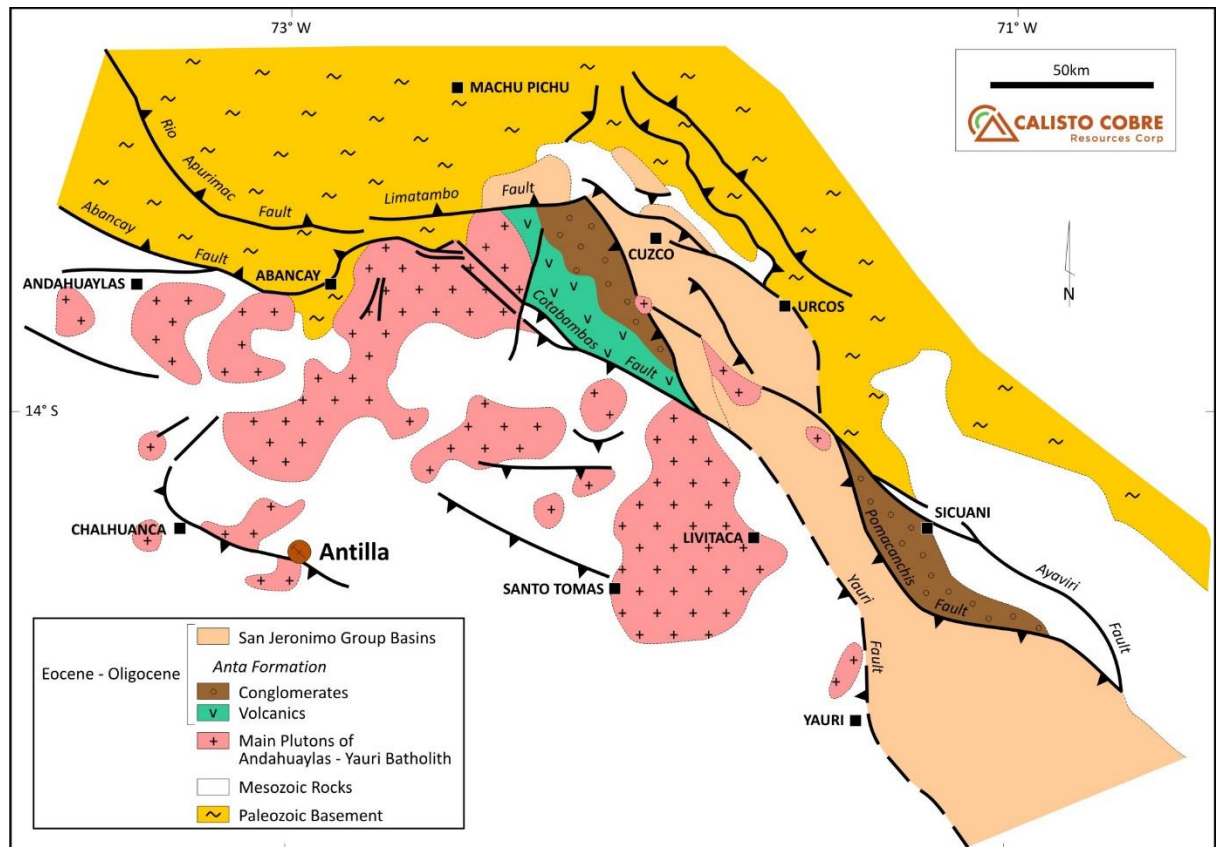 73° W
71° W
50km
CALISTO COBRE
Resources Corp
MACHU PICHU
Rio
Apurimac
Fault
Limatambo
Fault
Abancay
Fault
CUZCO
ANDAHUAYLAS
ABANCAY
N
URCOS
Cotabambas
Fault
14° S
SICUANI
CHALHUANCA
Antilla
LIVITACA
Pomacanchis
Fault
Ayaviri
Fault
SANTO TOMAS
Yauri
Fault
YAURI
San Jeronimo Group Basins
Eocene - Oligocene
Anta Formation
Conglomerates
v Volcanics
Main Plutons of
Andahuaylas - Yauri Batholith
Mesozoic Rocks
Paleozoic Basement